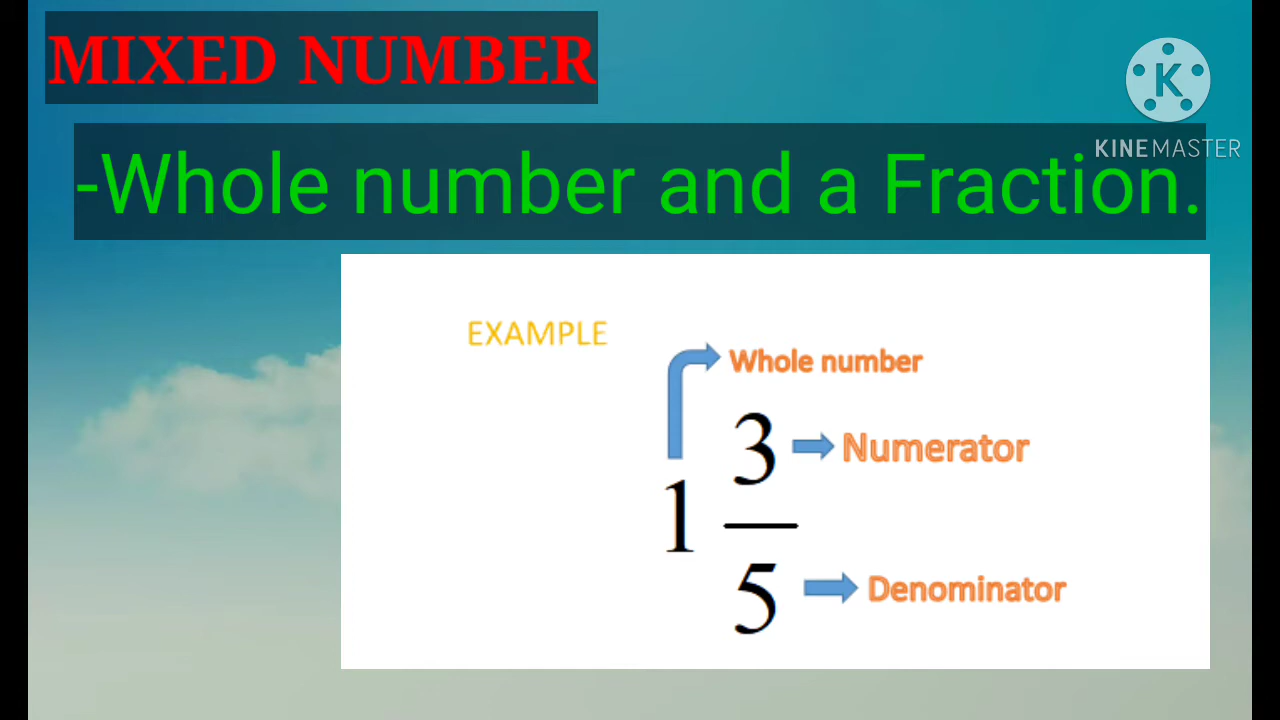 MIXED NUMBER
K
KINEMASTER
-Whole number and a Fraction.
EXAMPLE
Whole number
3 Numerator
1
5 Denominator